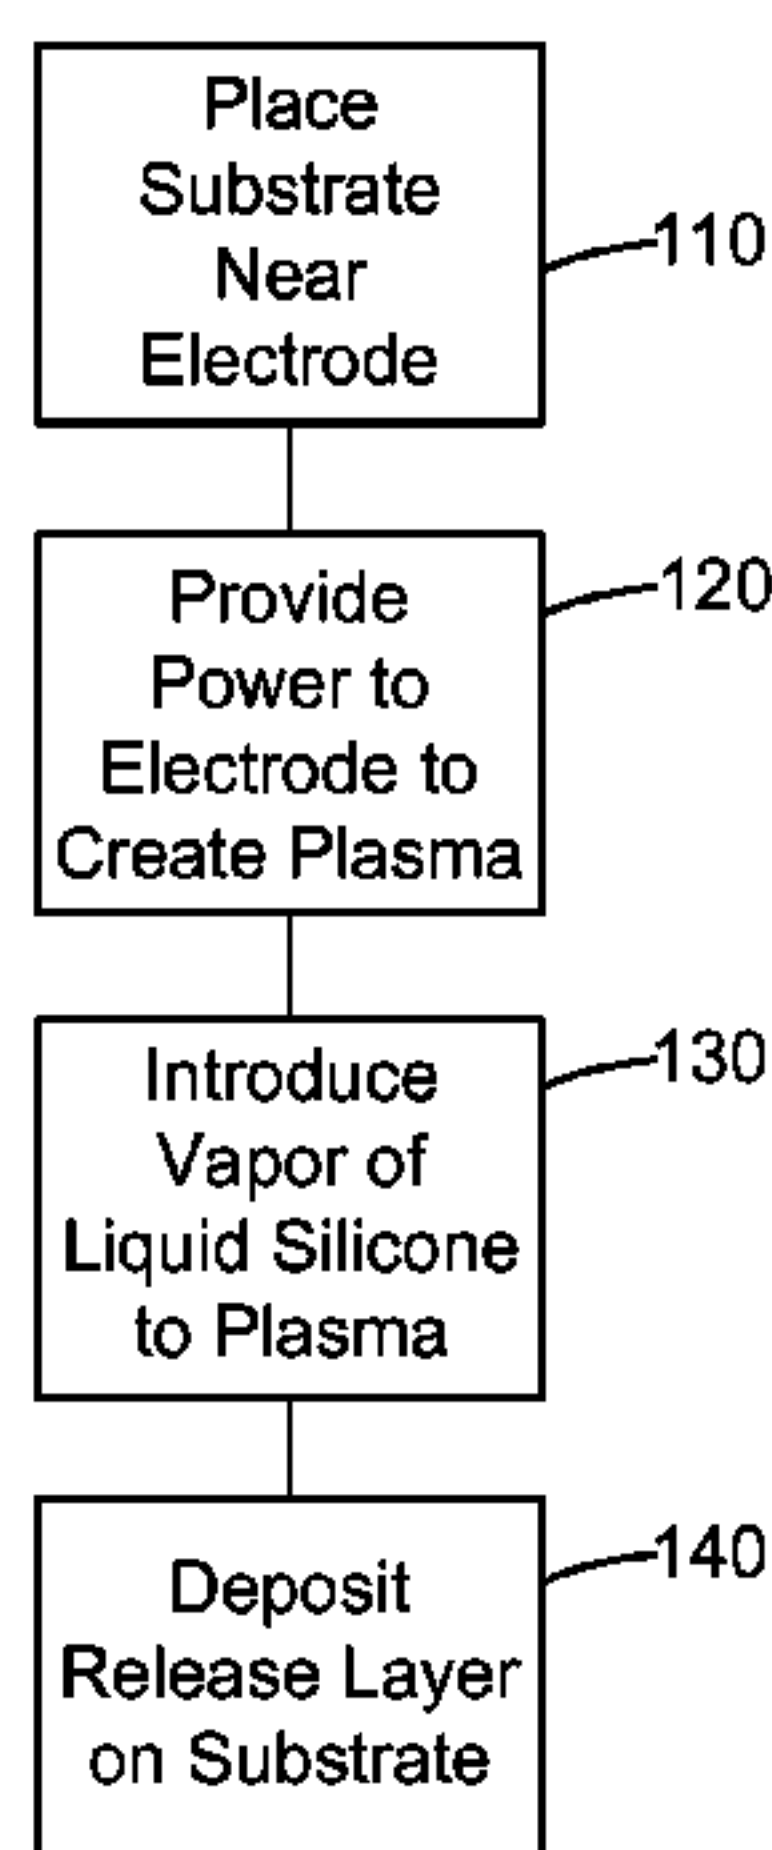 Place
Substrate
Near
Electrode
110
Provide
Power to
Electrode to
Create Plasma
120
Introduce
Vapor of
Liquid Silicone
to Plasma
130
Deposit
Release Layer
on Substrate
140